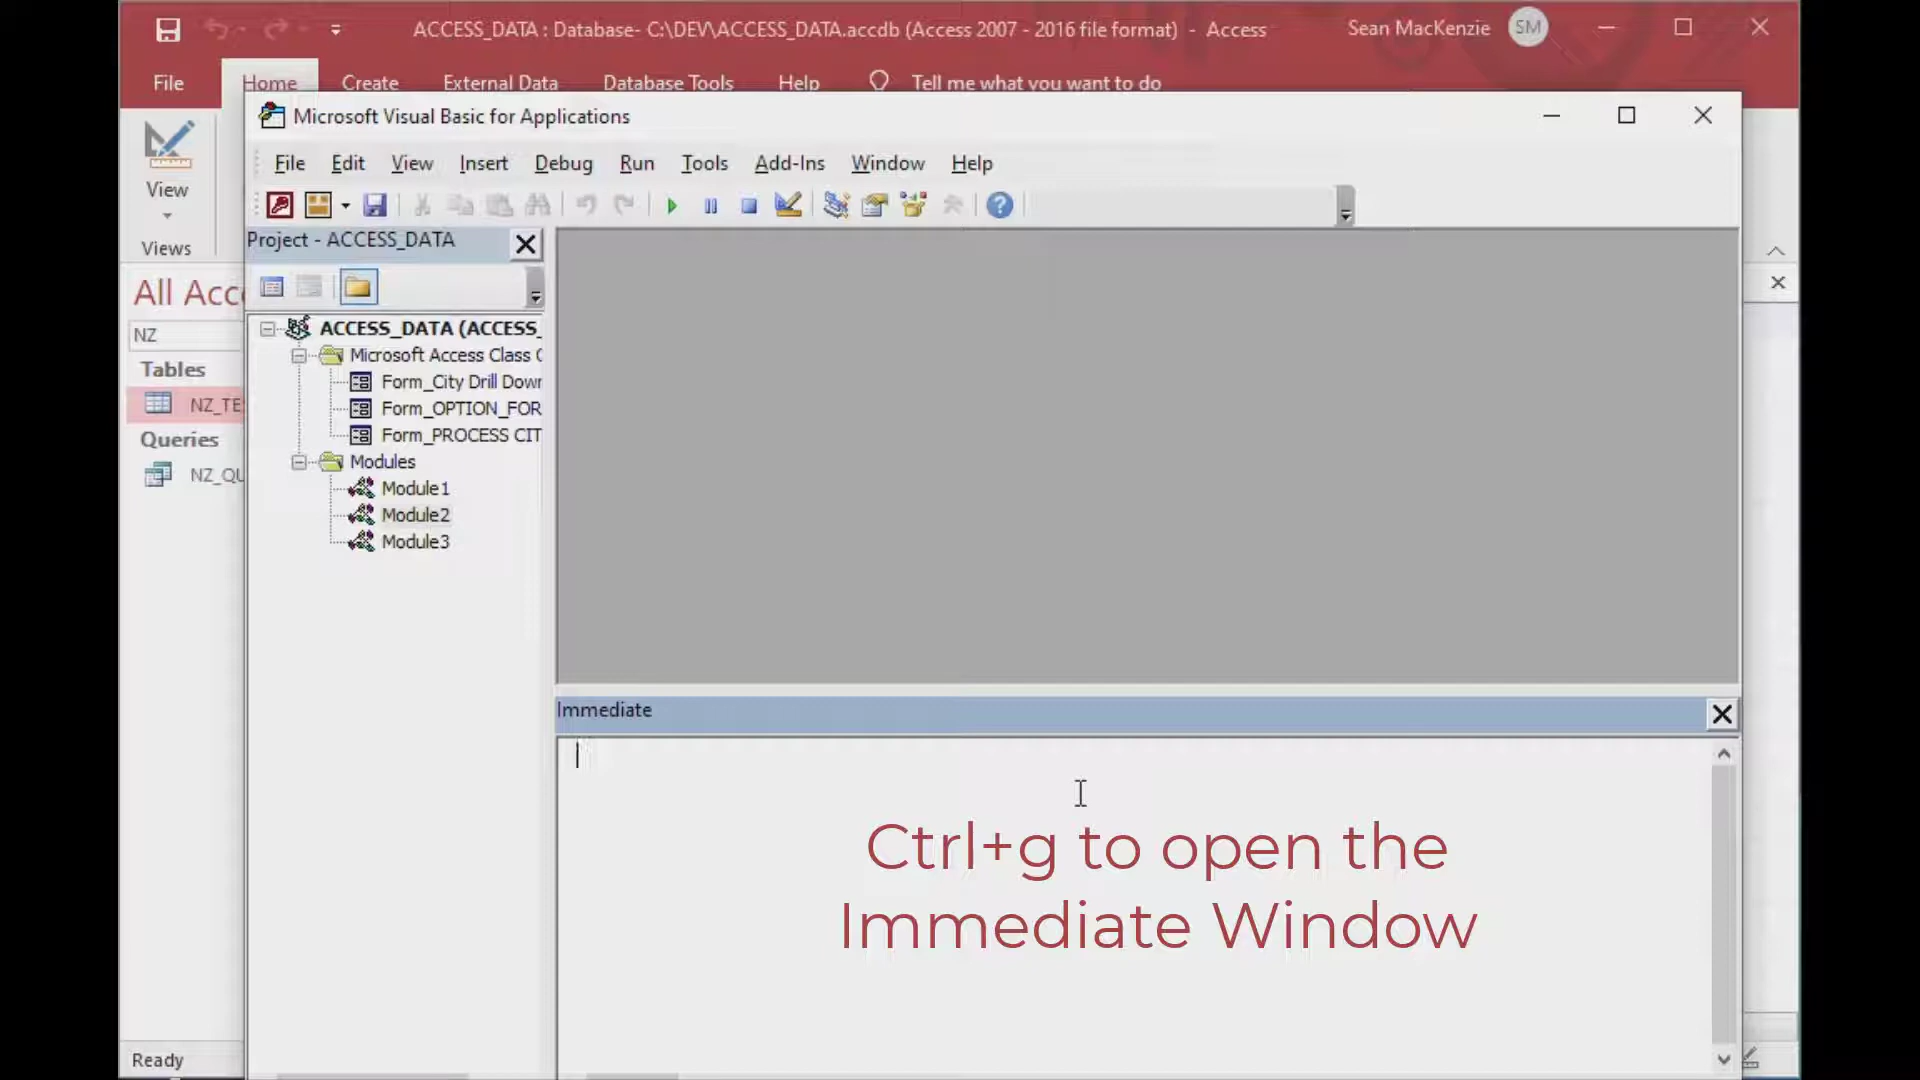 ACCESS_DATA : Database- C:\DEV\ACCESS_DATA.accdb (Access 2007 - 2016 file format) - Access
Sean MacKenzie
SM
File
Home
Create
External Data
Database Tools
Help
Tell me what you want to do
Microsoft Visual Basic for Applications
File
Edit
View
Insert
Debug
Run
Tools
Add-Ins
Window
Help
View
Views
Project - ACCESS_DATA
All Acc
NZ
Tables
NZ_TE
Queries
NZ_QU
ACCESS_DATA (ACCESS_
Microsoft Access Class
Form_City Drill Down
Form_OPTION_FOR
Form_PROCESS CIT
Modules
Module1
Module2
Module3
Immediate
Ctrl+g to open the
Immediate Window
Ready